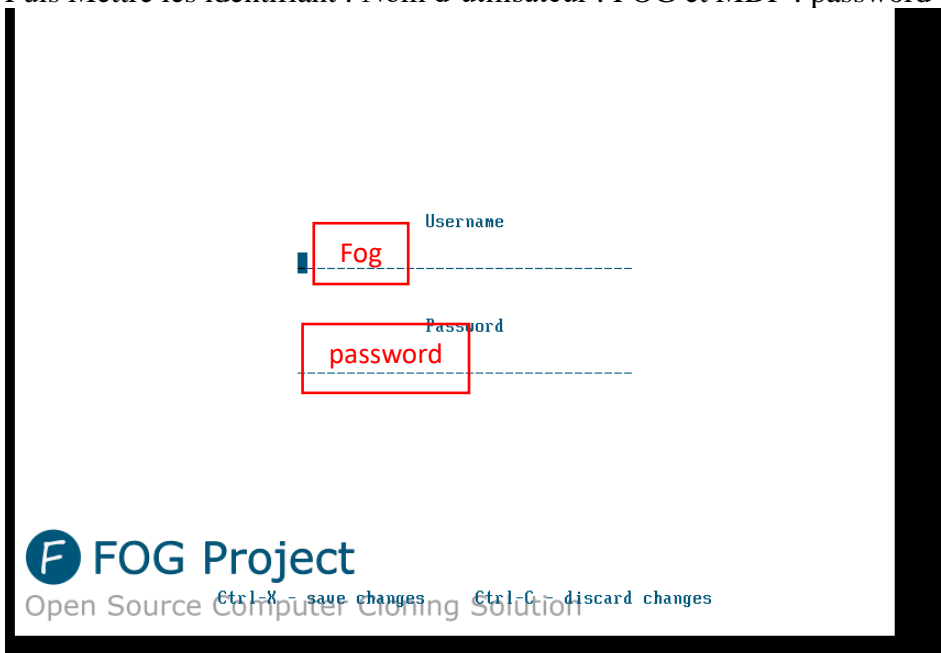 Puis Mettre les identifiant : Nom d'utilisateur : FOG et MDP : password
Username
Fog
Password
password
FOG Project
Open Source Computer Cloning Solution
Ctrl-X - save changes Ctrl-C - discard changes